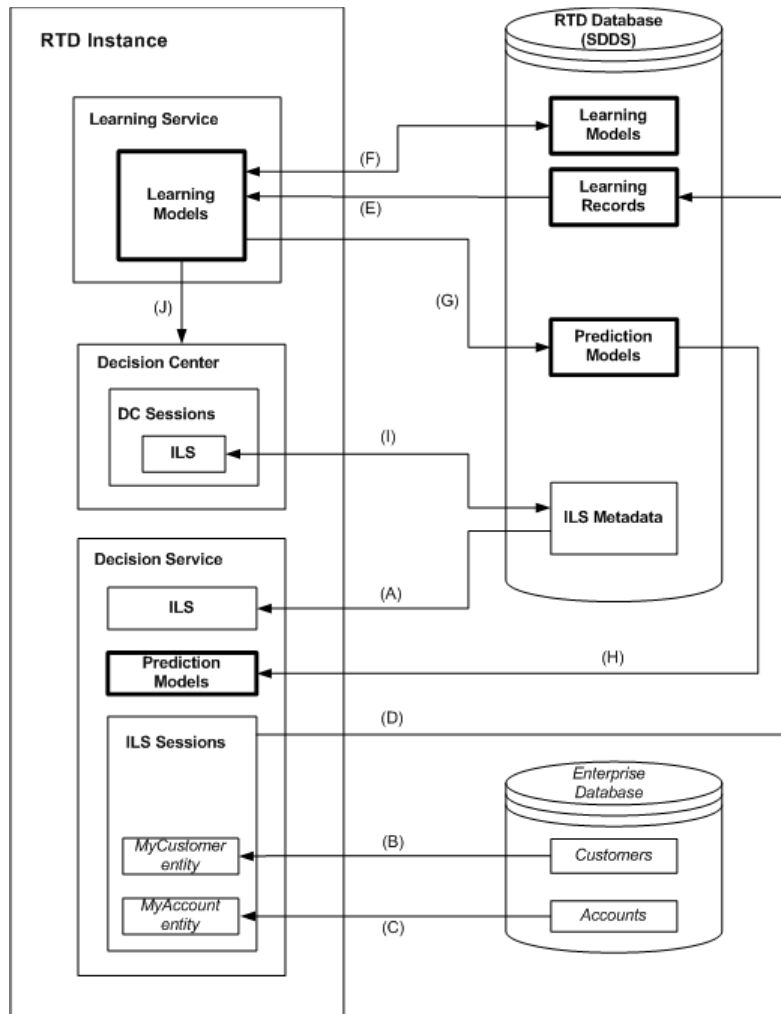 RTD Instance
RTD Database
(SDDS)
Learning Service
Learning
Models
Learning
Models
(F)
Learning
Records
(E)
(J)
(G)
Prediction
Models
Decision Center
DC Sessions
ILS
(I)
ILS Metadata
Decision Service
ILS
(A)
Prediction
Models
(H)
ILS Sessions
(D)
Enterprise
Database
MyCustomer
entity
(B)
Customers
MyAccount
entity
(C)
Accounts